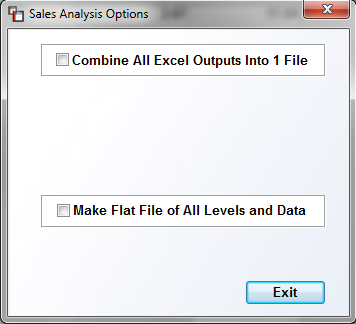 Sales Analysis Options
Combine All Excel Outputs Into 1 File
Make Flat File of All Levels and Data
Exit